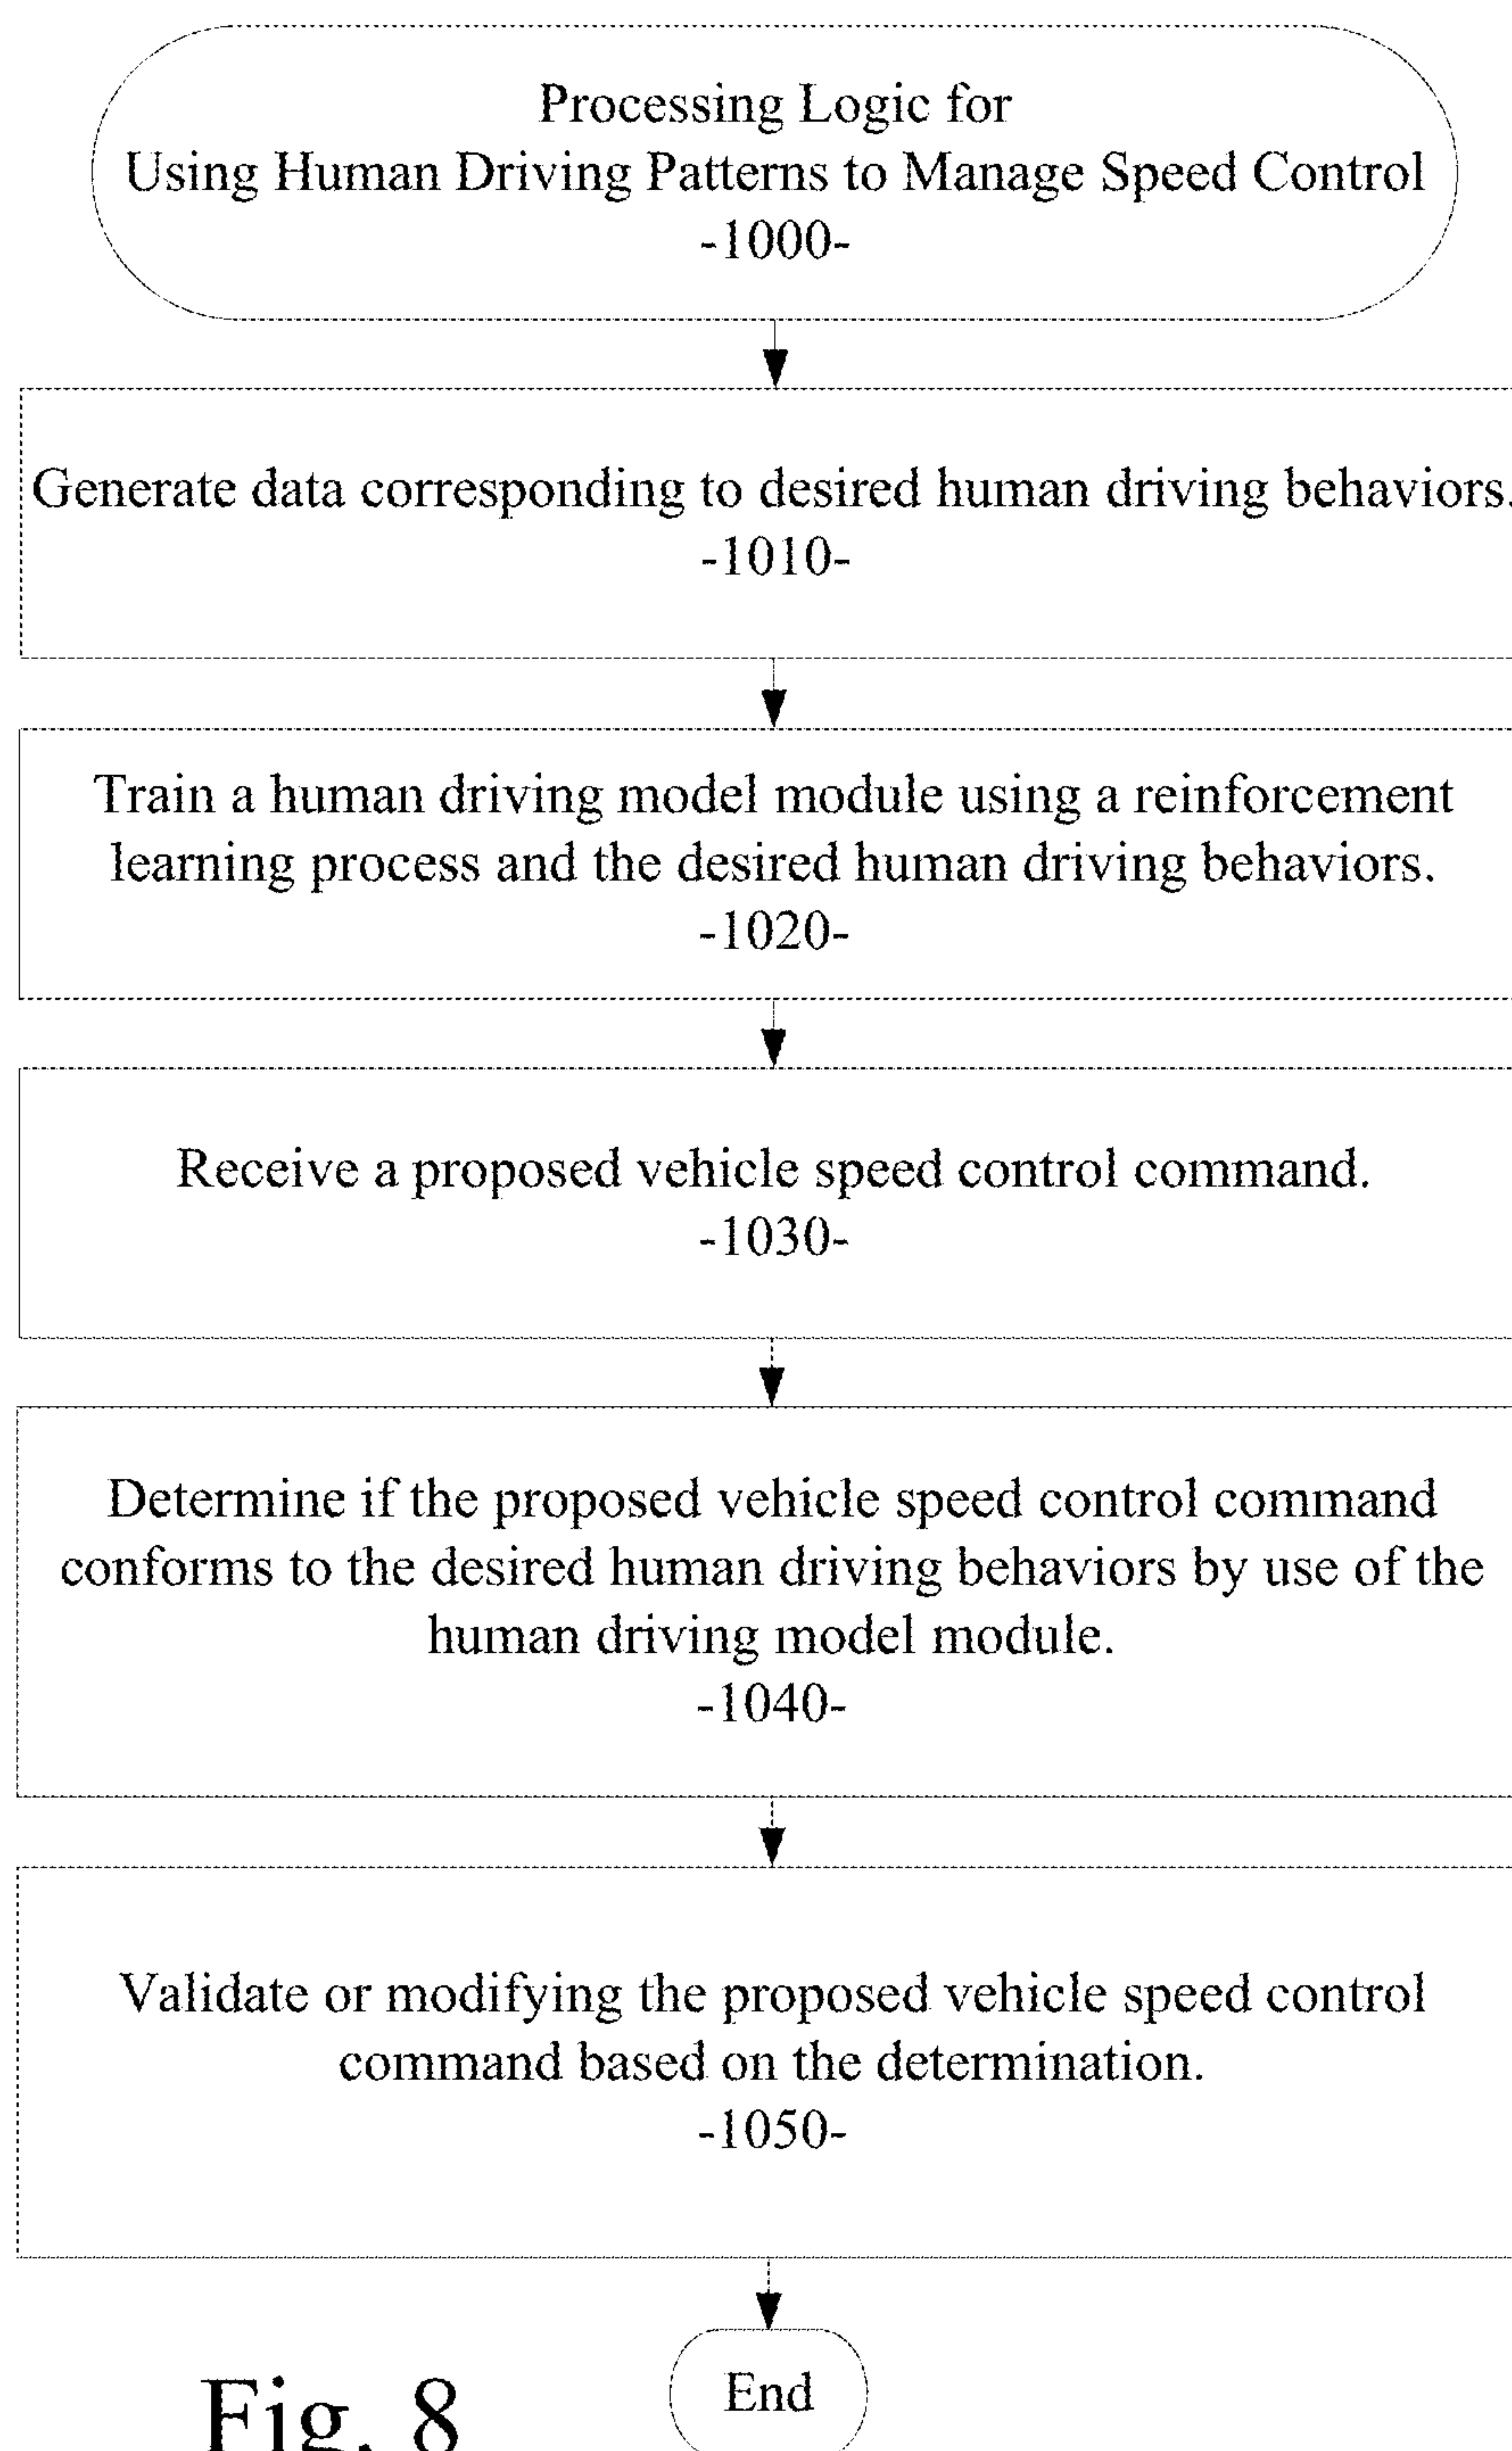 Processing Logic for
Using Human Driving Patterns to Manage Speed Control
-1000-
Generate data corresponding to desired human driving behaviors.
-1010-
Train a human driving model module using a reinforcement
learning process and the desired human driving behaviors.
-1020-
Receive a proposed vehicle speed control command.
-1030-
Determine if the proposed vehicle speed control command
conforms to the desired human driving behaviors by use of the
human driving model module.
-1040-
Validate or modifying the proposed vehicle speed control
command based on the determination.
-1050-
End
Fig. 8